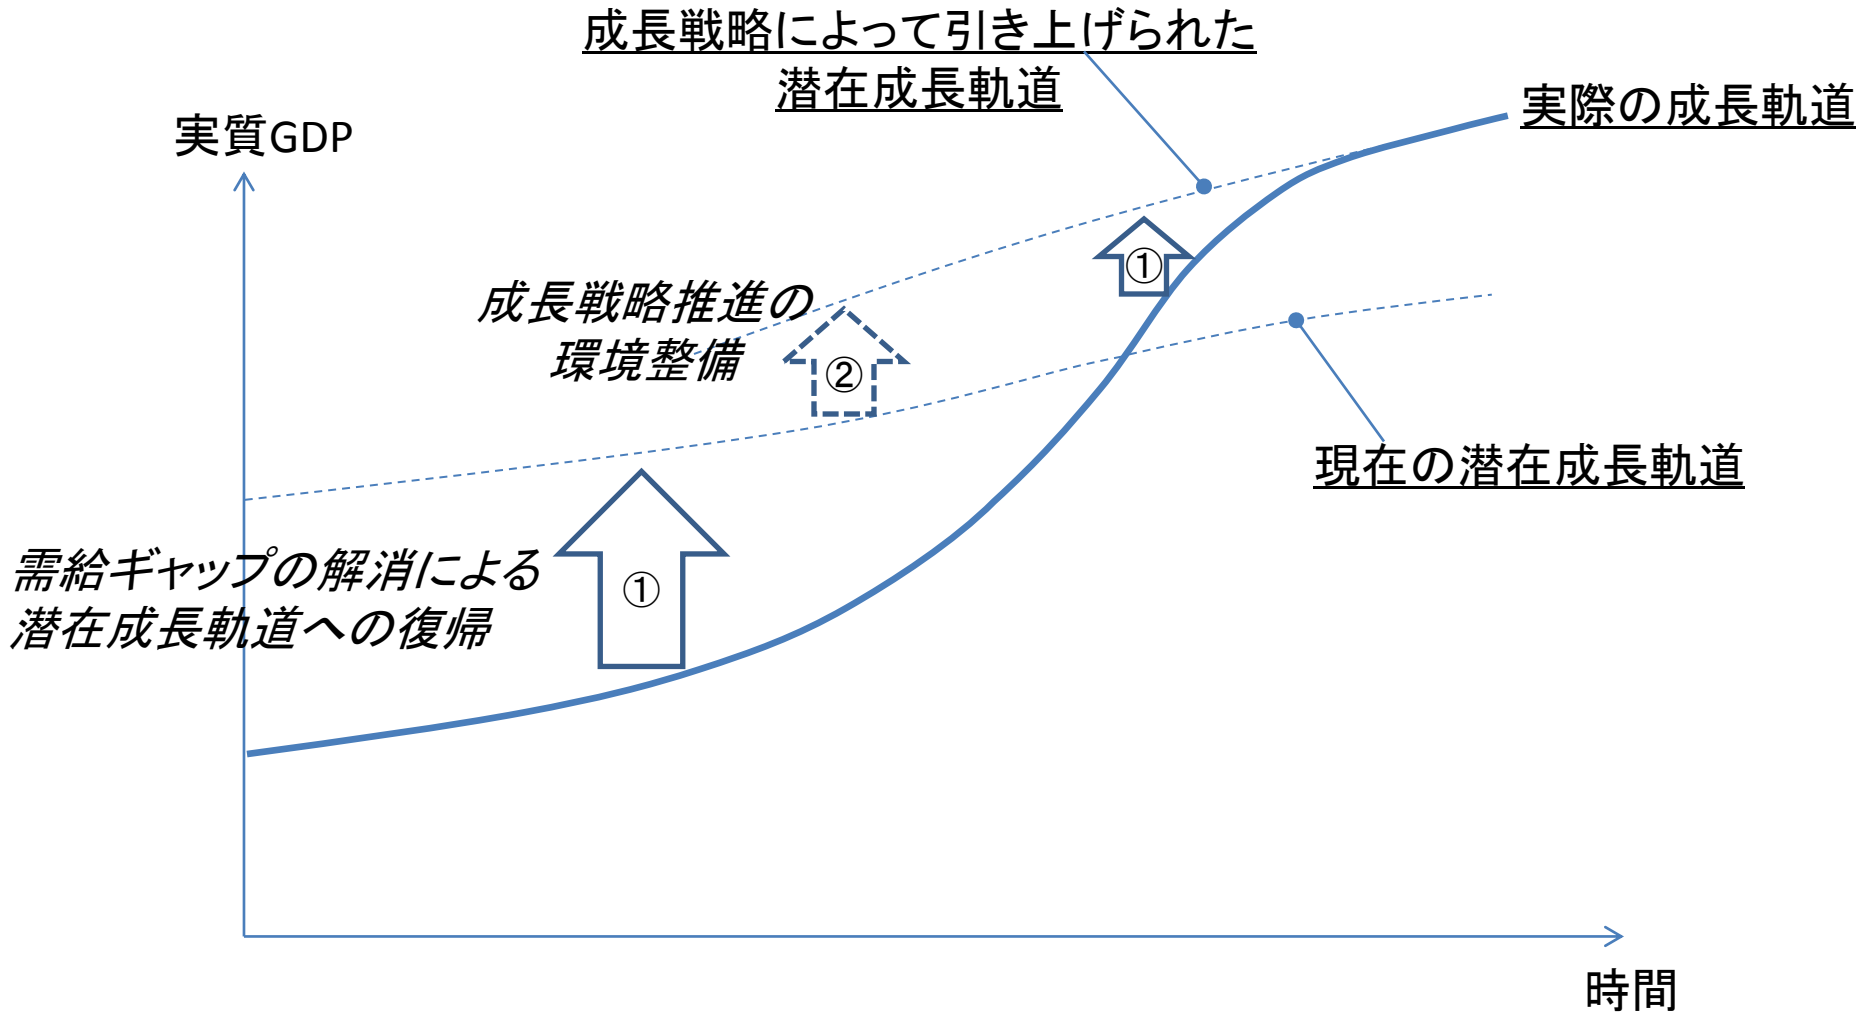 成長戦略によって引き上げられた
潜在成長軌道
実際の成長軌道
実質GDP
①
成長戦略推進の
環境整備
②
現在の潜在成長軌道
需給ギャップの解消による
潜在成長軌道への復帰
①
時間